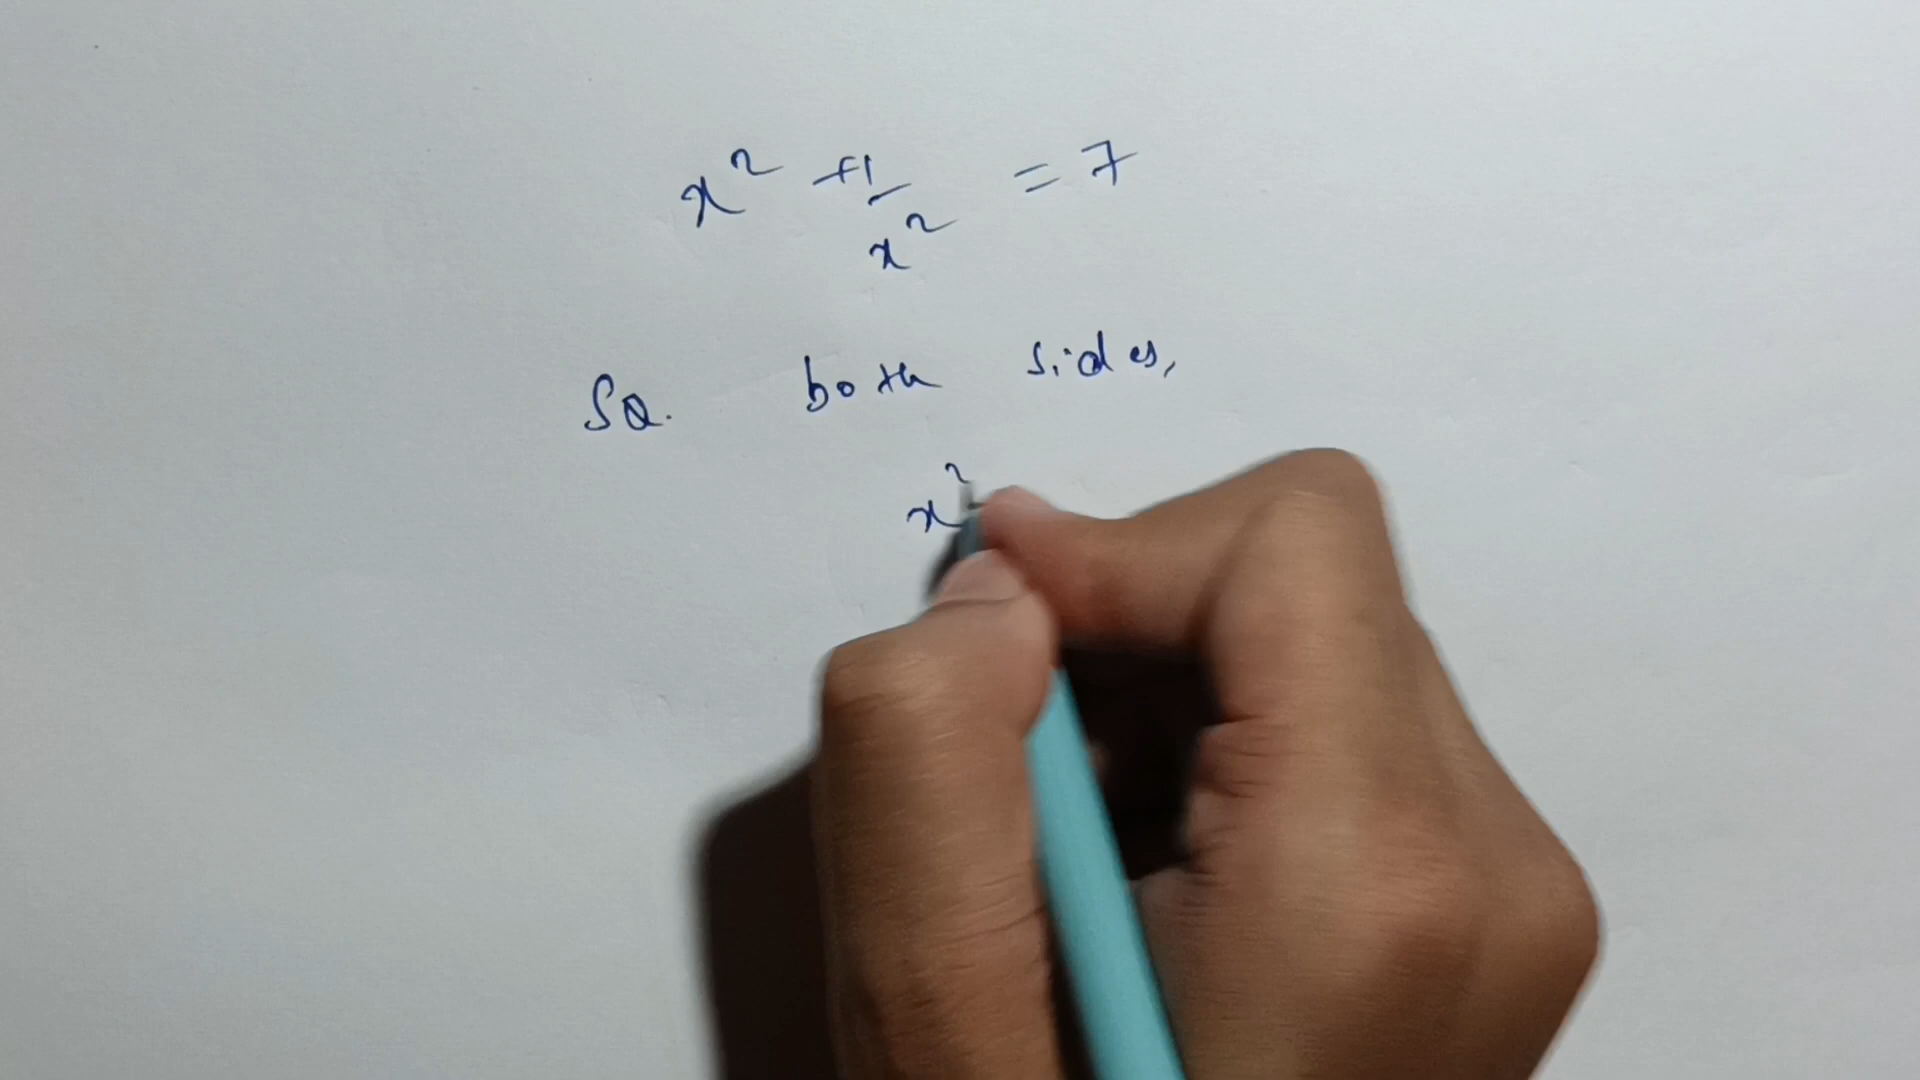 x² + 1/x² = 7
SQ. both sides,
x²